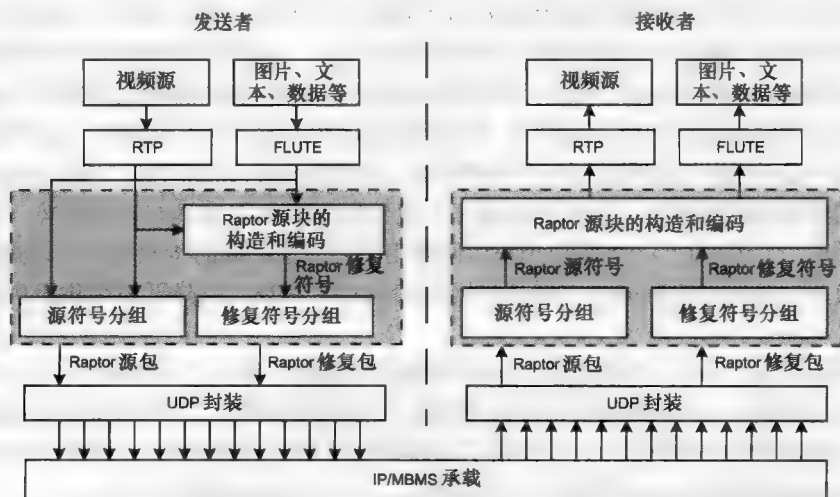 发送者
接收者
视频源
图片、文
本、数据等
视频源
图片、文
本、数据等
RTP
FLUTE
RTP
FLUTE
Raptor 源块的
构造和编码
Raptor 源块的构造和编码
Raptor 修复
符号
Raptor 源符号
Raptor 修复符号
源符号分组
修复符号分组
源符号分组
修复符号分组
Raptor 源包
Raptor 修复包
Raptor 源包
Raptor 修复包
UDP 封装
UDP 封装
IP/MBMS 承载